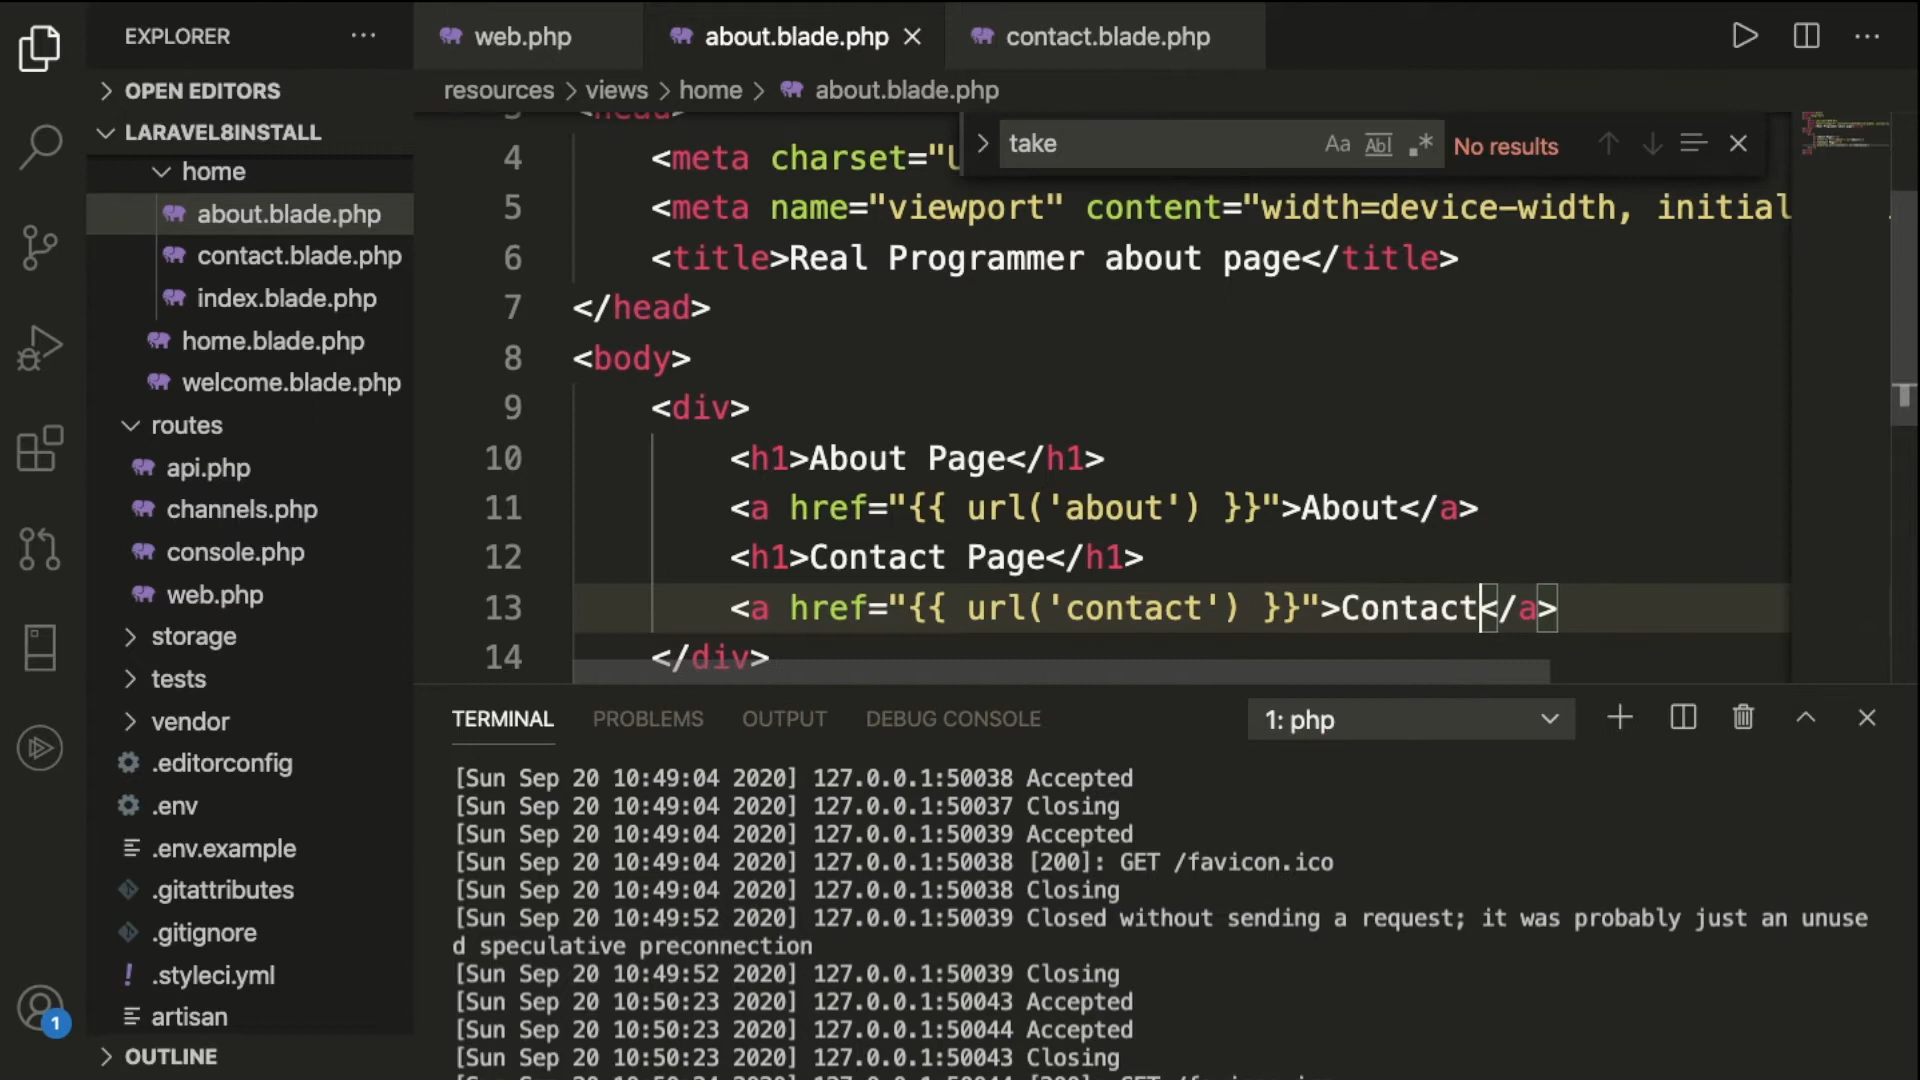 EXPLORER
OPEN EDITORS
LARAVEL8INSTALL
home
about.blade.php
contact.blade.php
index.blade.php
home.blade.php
welcome.blade.php
routes
api.php
channels.php
console.php
web.php
storage
tests
vendor
.editorconfig
.env
.env.example
.gitattributes
.gitignore
.styleci.yml
artisan
OUTLINE
1
web.php
about.blade.php
contact.blade.php
resources > views > home > about.blade.php
take
Aa Abl .* No results
3 <head>
4 <meta charset="U
5 <meta name="viewport" content="width=device-width, initial
6 <title>Real Programmer about page</title>
7 </head>
8 <body>
9 <div>
10 <h1>About Page</h1>
11 <a href="{{ url('about') }}">About</a>
12 <h1>Contact Page</h1>
13 <a href="{{ url('contact') }}">Contact</a>
14 </div>
TERMINAL PROBLEMS OUTPUT DEBUG CONSOLE 1: php
[Sun Sep 20 10:49:04 2020] 127.0.0.1:50038 Accepted
[Sun Sep 20 10:49:04 2020] 127.0.0.1:50037 Closing
[Sun Sep 20 10:49:04 2020] 127.0.0.1:50039 Accepted
[Sun Sep 20 10:49:04 2020] 127.0.0.1:50038 [200]: GET /favicon.ico
[Sun Sep 20 10:49:04 2020] 127.0.0.1:50038 Closing
[Sun Sep 20 10:49:52 2020] 127.0.0.1:50039 Closed without sending a request; it was probably just an unuse
d speculative preconnection
[Sun Sep 20 10:49:52 2020] 127.0.0.1:50039 Closing
[Sun Sep 20 10:50:23 2020] 127.0.0.1:50043 Accepted
[Sun Sep 20 10:50:23 2020] 127.0.0.1:50044 Accepted
[Sun Sep 20 10:50:23 2020] 127.0.0.1:50043 Closing